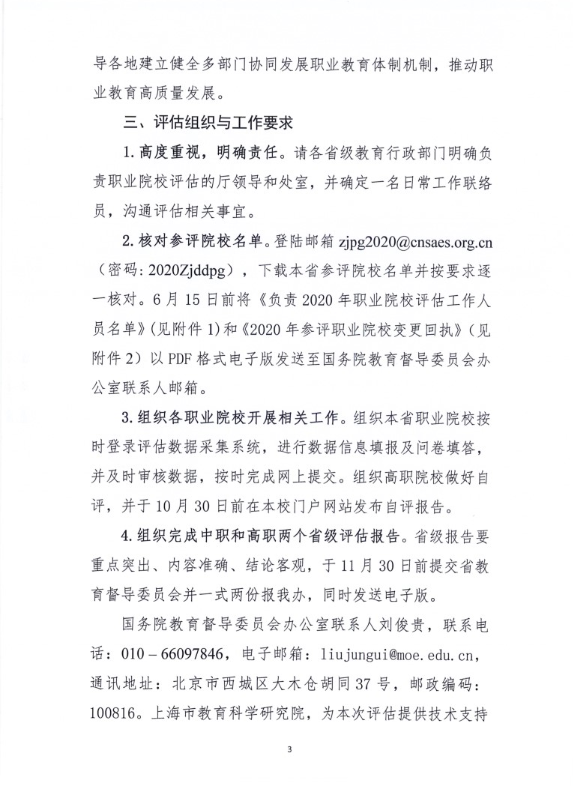 导各地建立健全多部门协同发展职业教育体制机制，推动职
业教育高质量发展。
三、评估组织与工作要求
1.高度重视，明确责任。请各省级教育行政部门明确负
责职业院校评估的厅领导和处室，并确定一名日常工作联络
员，沟通评估相关事宜。
2.核对参评院校名单。登陆邮箱 zjpg2020@cnsaes.org.cn
（密码：2020Zjddpg），下载本省参评院校名单并按要求逐
一核对。6 月 15 日前将《负责 2020 年职业院校评估工作人
员名单》(见附件 1)和《2020 年参评职业院校变更回执》（见
附件 2）以 PDF 格式电子版发送至国务院教育督导委员会办
公室联系人邮箱。
3.组织各职业院校开展相关工作。组织本省职业院校按
时登录评估数据采集系统，进行数据信息填报及问卷填答，
并及时审核数据，按时完成网上提交。组织高职院校做好自
评，并于 10 月 30 日前在本校门户网站发布自评报告。
4.组织完成中职和高职两个省级评估报告。省级报告要
重点突出、内容准确、结论客观，于 11 月 30 日前提交省教
育督导委员会并一式两份报我办，同时发送电子版。
国务院教育督导委员会办公室联系人刘俊贵，联系电
话：010－66097846，电子邮箱：liujungui@moe.edu.cn，
通讯地址：北京市西城区大木仓胡同 37 号，邮政编码：
100816。上海市教育科学研究院，为本次评估提供技术支持
3